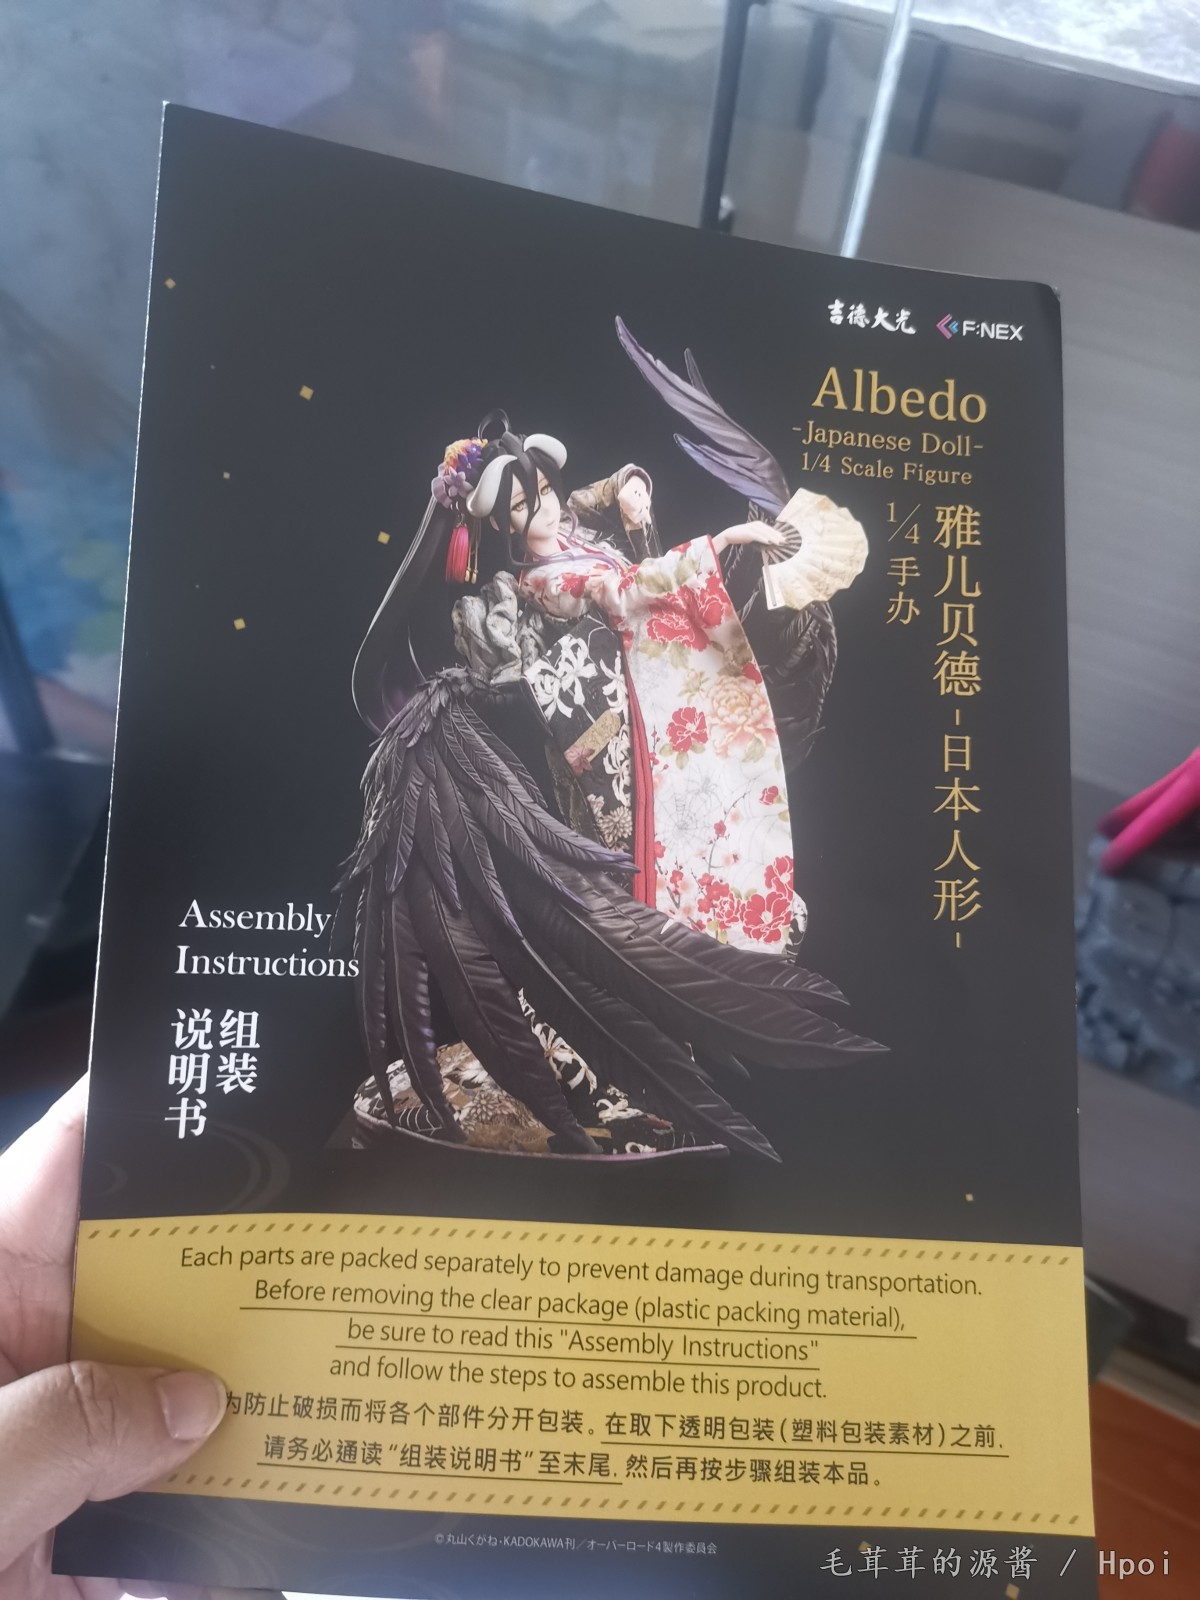 吉德大光 F:NEX
Albedo
-Japanese Doll-
1/4 Scale Figure
雅儿贝德-日本人形-
1/4手办
Assembly
Instructions
组装
说明书
Each parts are packed separately to prevent damage during transportation.
Before removing the clear package (plastic packing material),
be sure to read this "Assembly Instructions"
and follow the steps to assemble this product.
为防止破损而将各个部件分开包装。在取下透明包装(塑料包装素材)之前,
请务必通读“组装说明书”至末尾,然后再按步骤组装本品。
©丸山くがね・KADOKAWA刊／オーバーロード4製作委員会
毛茸茸的源酱 / Hpoi